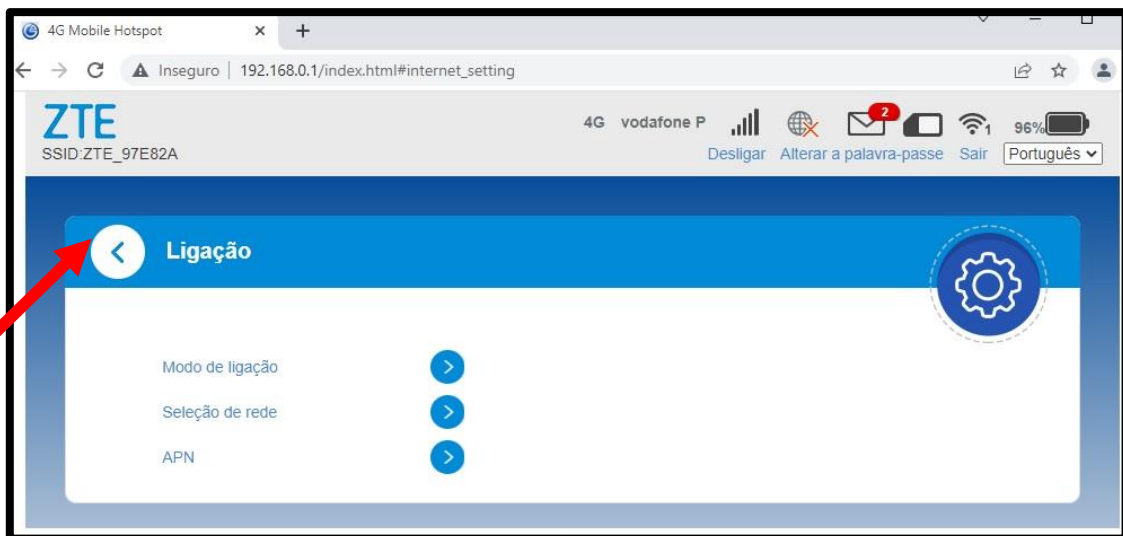 4G Mobile Hotspot
Inseguro | 192.168.0.1/index.html#internet_setting
ZTE
SSID:ZTE_97E82A
4G vodafone P 2 1 96%
Desligar Alterar a palavra-passe Sair Português
Ligação
Modo de ligação
Seleção de rede
APN